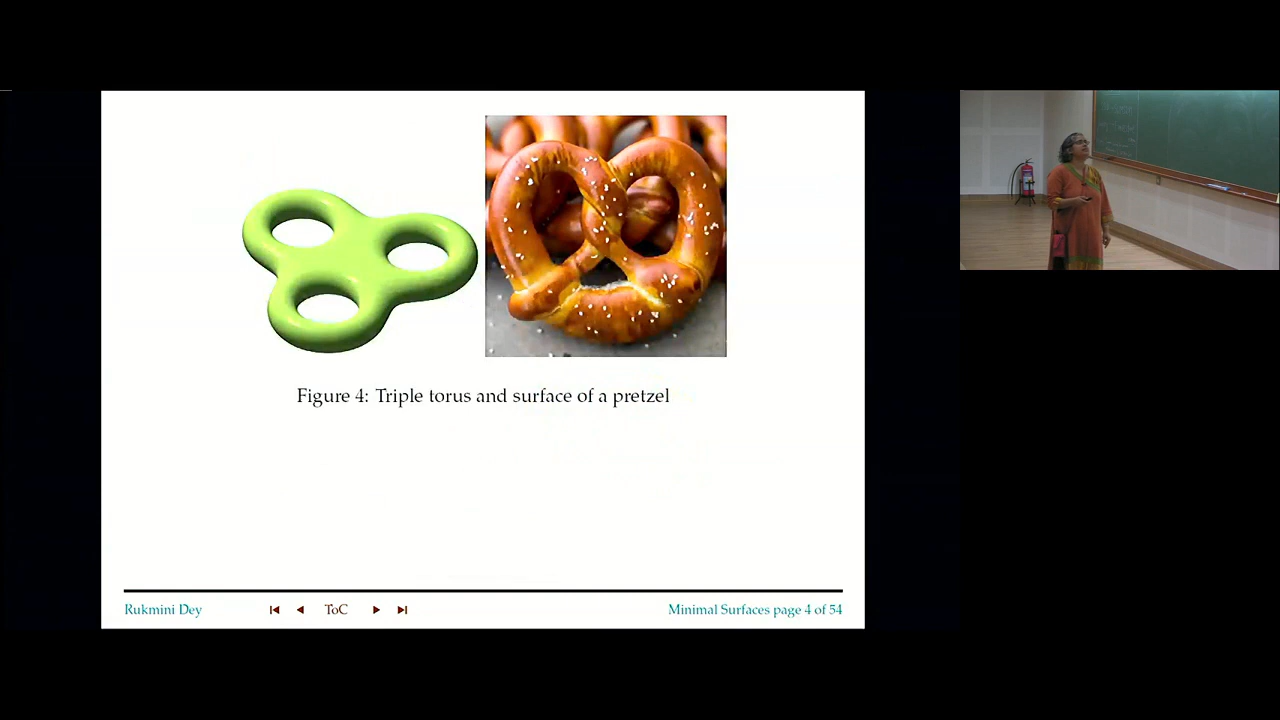 Figure 4: Triple torus and surface of a pretzel
Rukmini Dey
ToC
Minimal Surfaces page 4 of 54